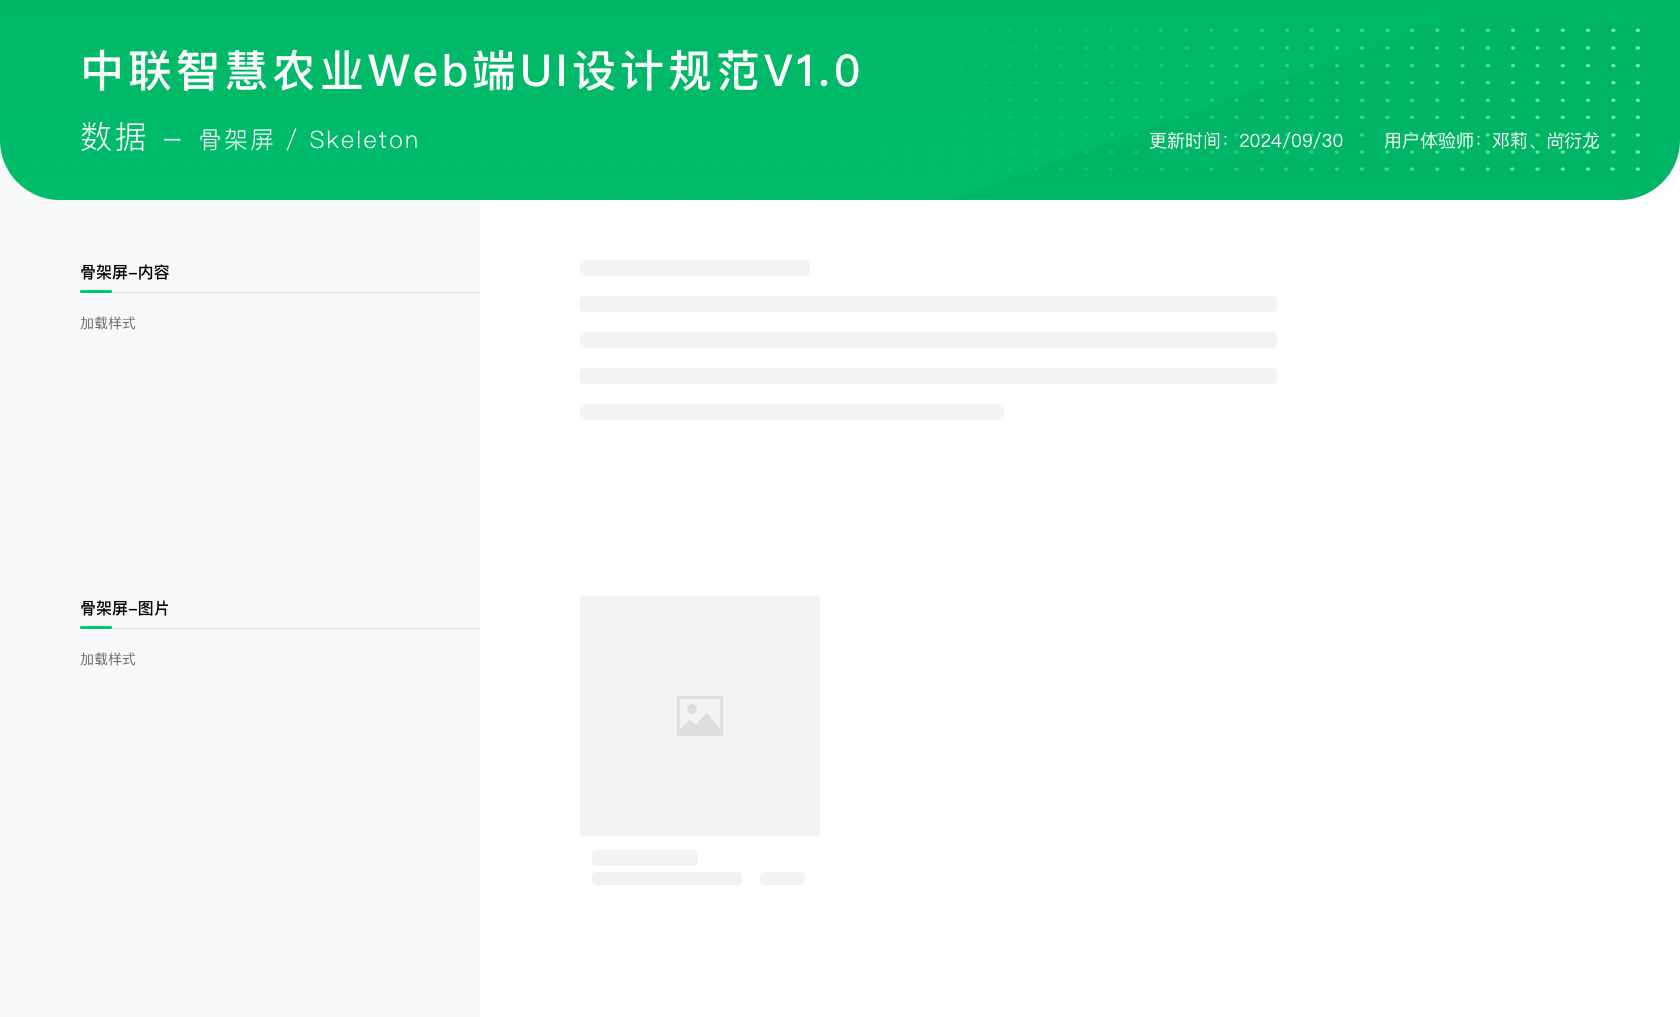 中联智慧农业Web端UI设计规范V1.0
数据 – 骨架屏 / Skeleton
更新时间：2024/09/30 用户体验师：邓莉、尚衍龙
骨架屏–内容
加载样式
骨架屏–图片
加载样式